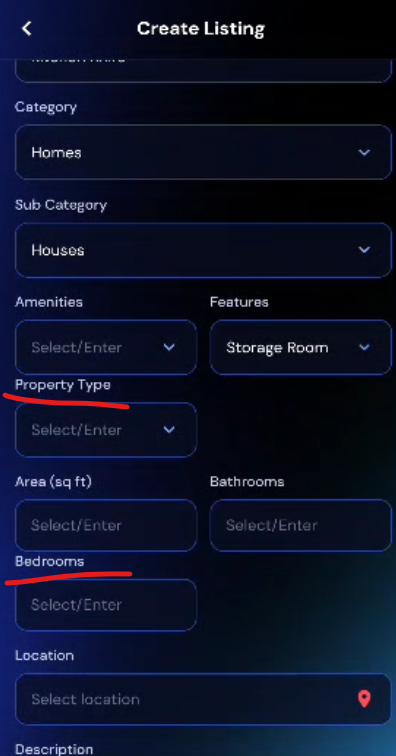 Create Listing
Category
Homes
Sub Category
Houses
Amenities Features
Select/Enter Storage Room
Property Type
Select/Enter
Area (sq ft) Bathrooms
Select/Enter Select/Enter
Bedrooms
Select/Enter
Location
Select location
Description